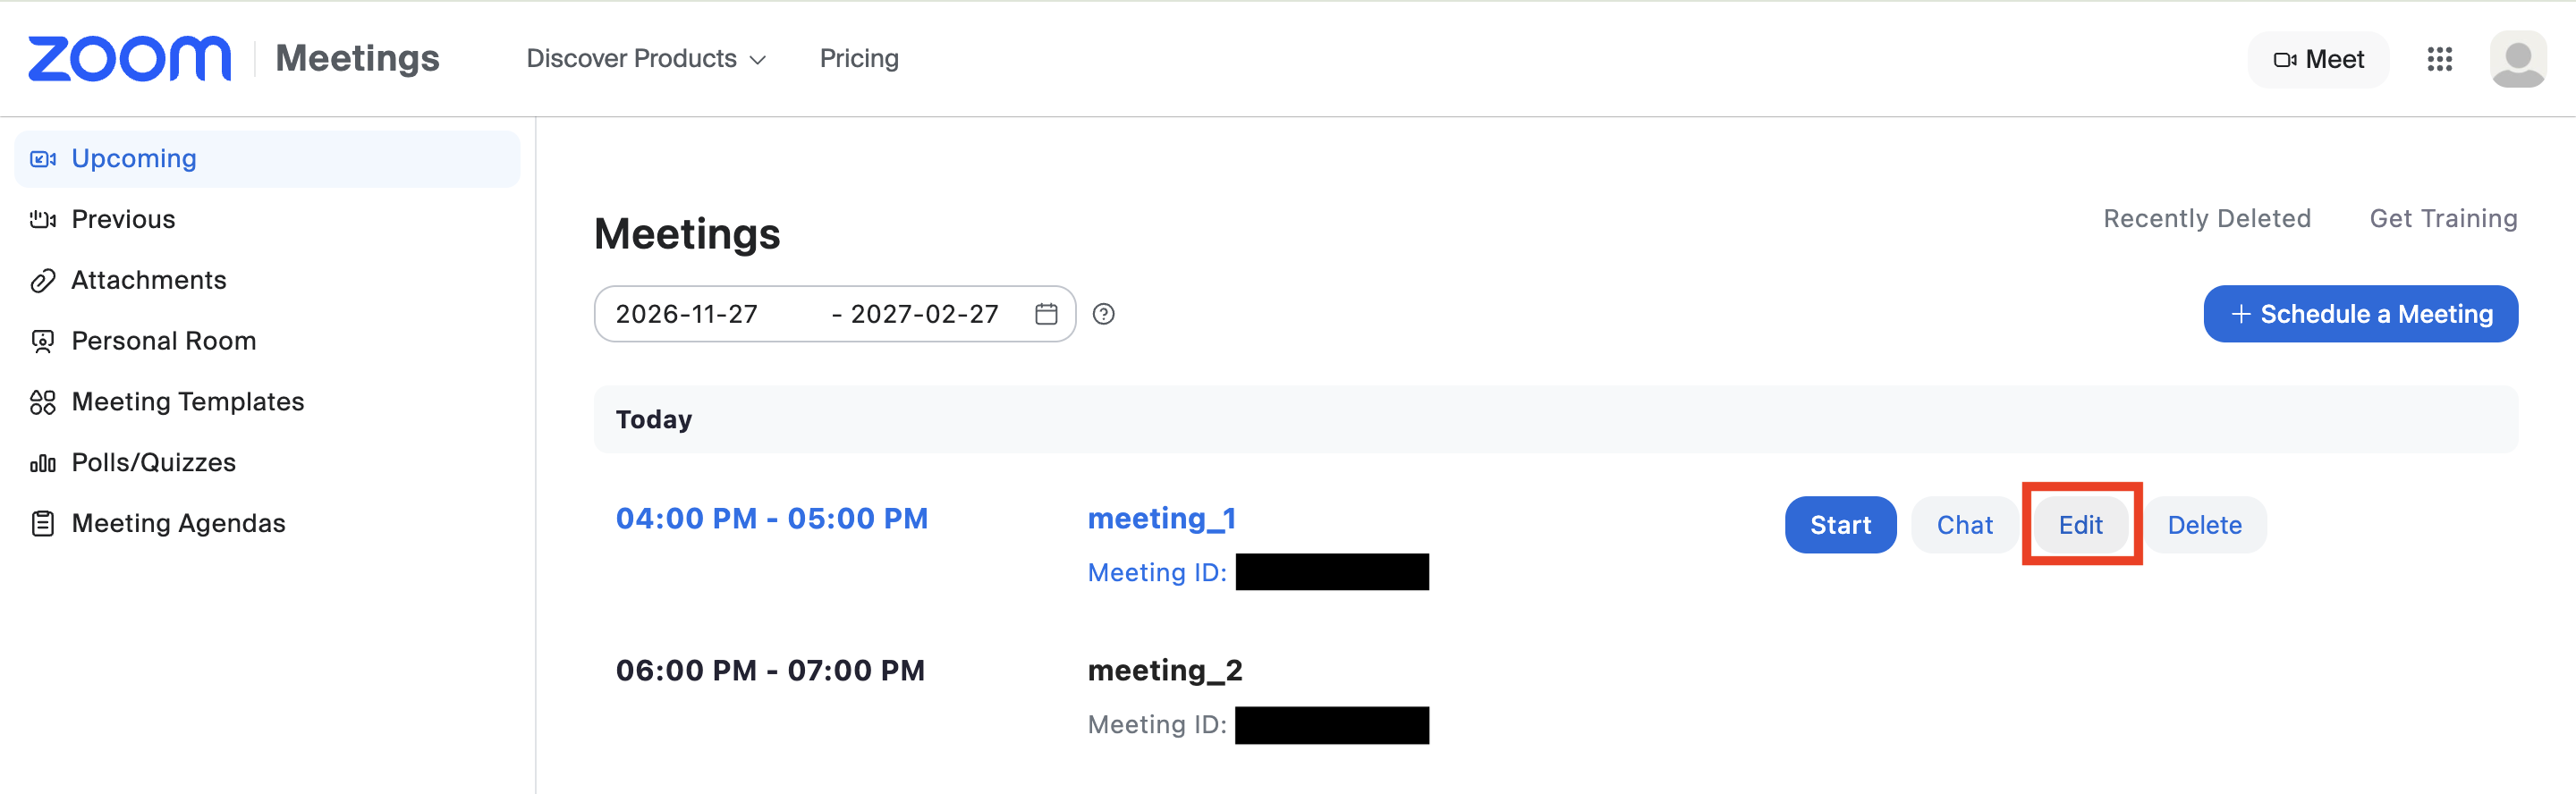 zoom Meetings Discover Products Pricing Meet
Upcoming
Previous
Attachments
Personal Room
Meeting Templates
Polls/Quizzes
Meeting Agendas
Meetings Recently Deleted Get Training
2026-11-27 - 2027-02-27 ? + Schedule a Meeting
Today
04:00 PM - 05:00 PM meeting_1 Start Chat Edit Delete
Meeting ID:
06:00 PM - 07:00 PM meeting_2
Meeting ID: